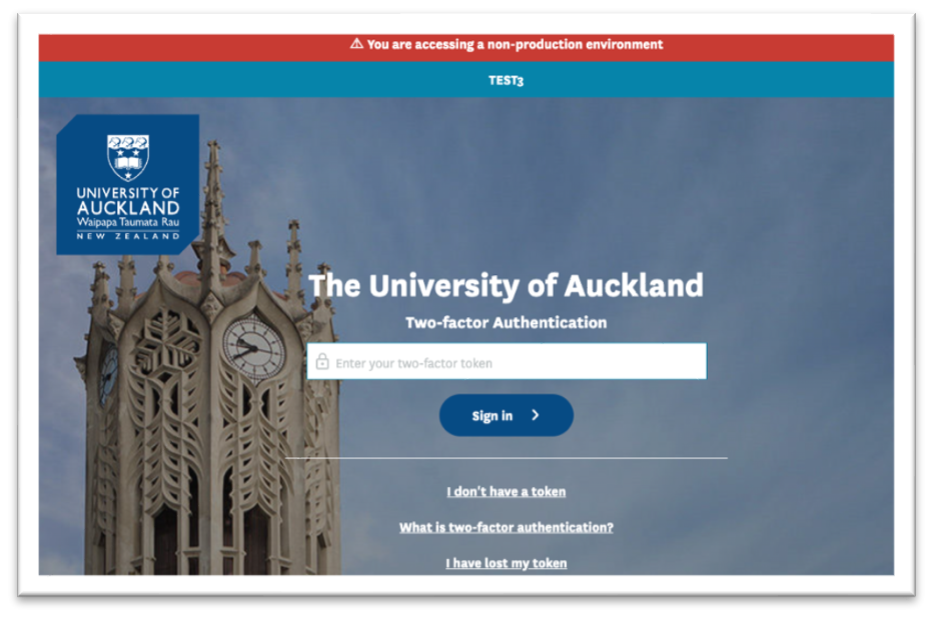 ⚠ You are accessing a non-production environment
TEST3
UNIVERSITY OF
AUCKLAND
Waipapa Taumata Rau
NEW ZEALAND
The University of Auckland
Two-factor Authentication
Enter your two-factor token
Sign in
I don't have a token
What is two-factor authentication?
I have lost my token